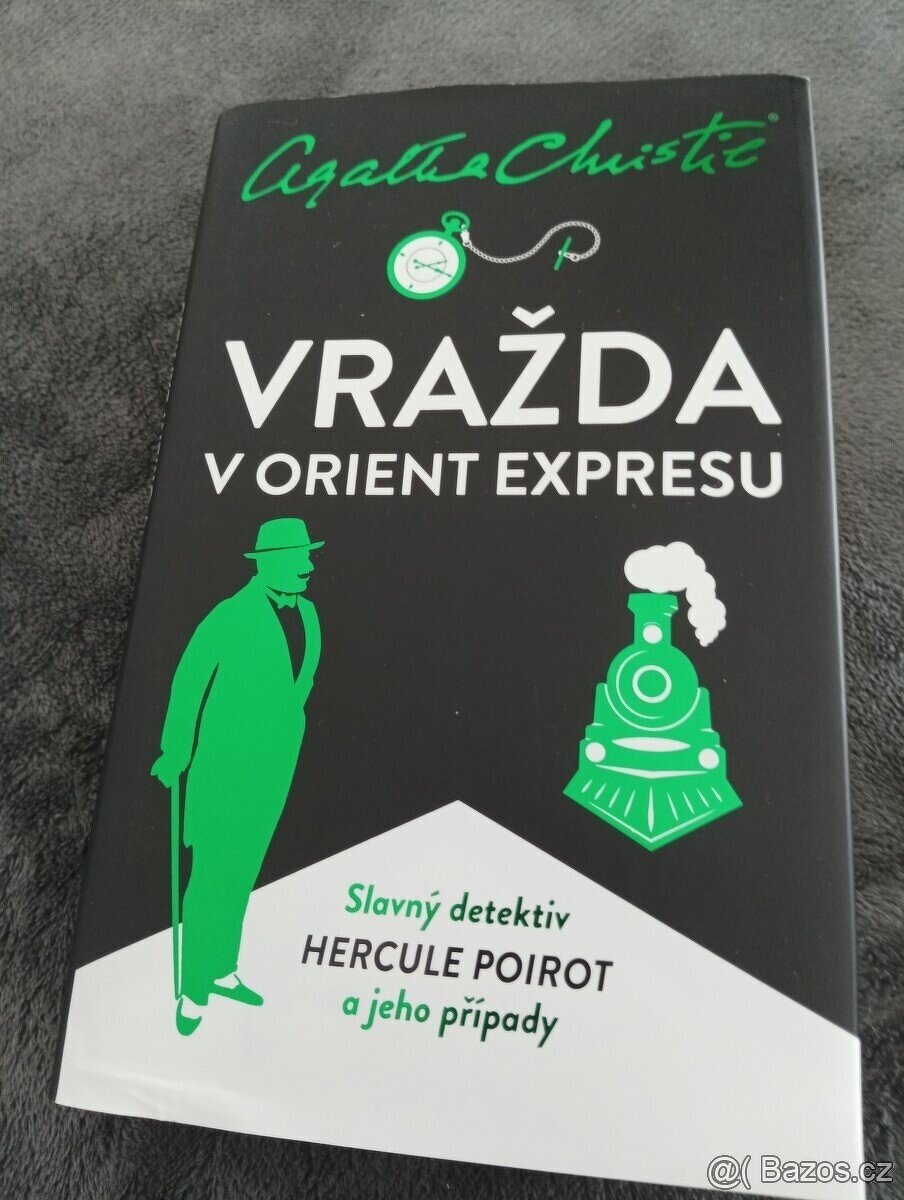 Agatha Christie®
VRAŽDA
V ORIENT EXPRESU
Slavný detektiv
HERCULE POIROT
a jeho případy
@( Bazos.cz